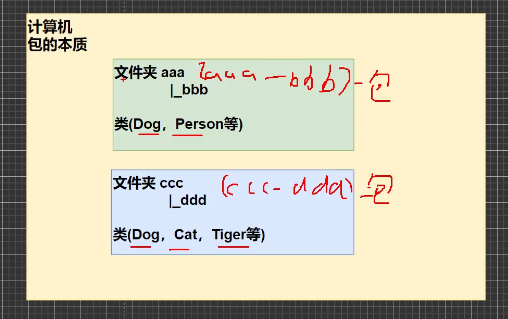 计算机
包的本质
文件夹 aaa (aaa—bbb)-包
|_bbb
类(Dog，Person等)
文件夹 ccc (ccc-ddd) 包
|_ddd
类(Dog，Cat，Tiger等)